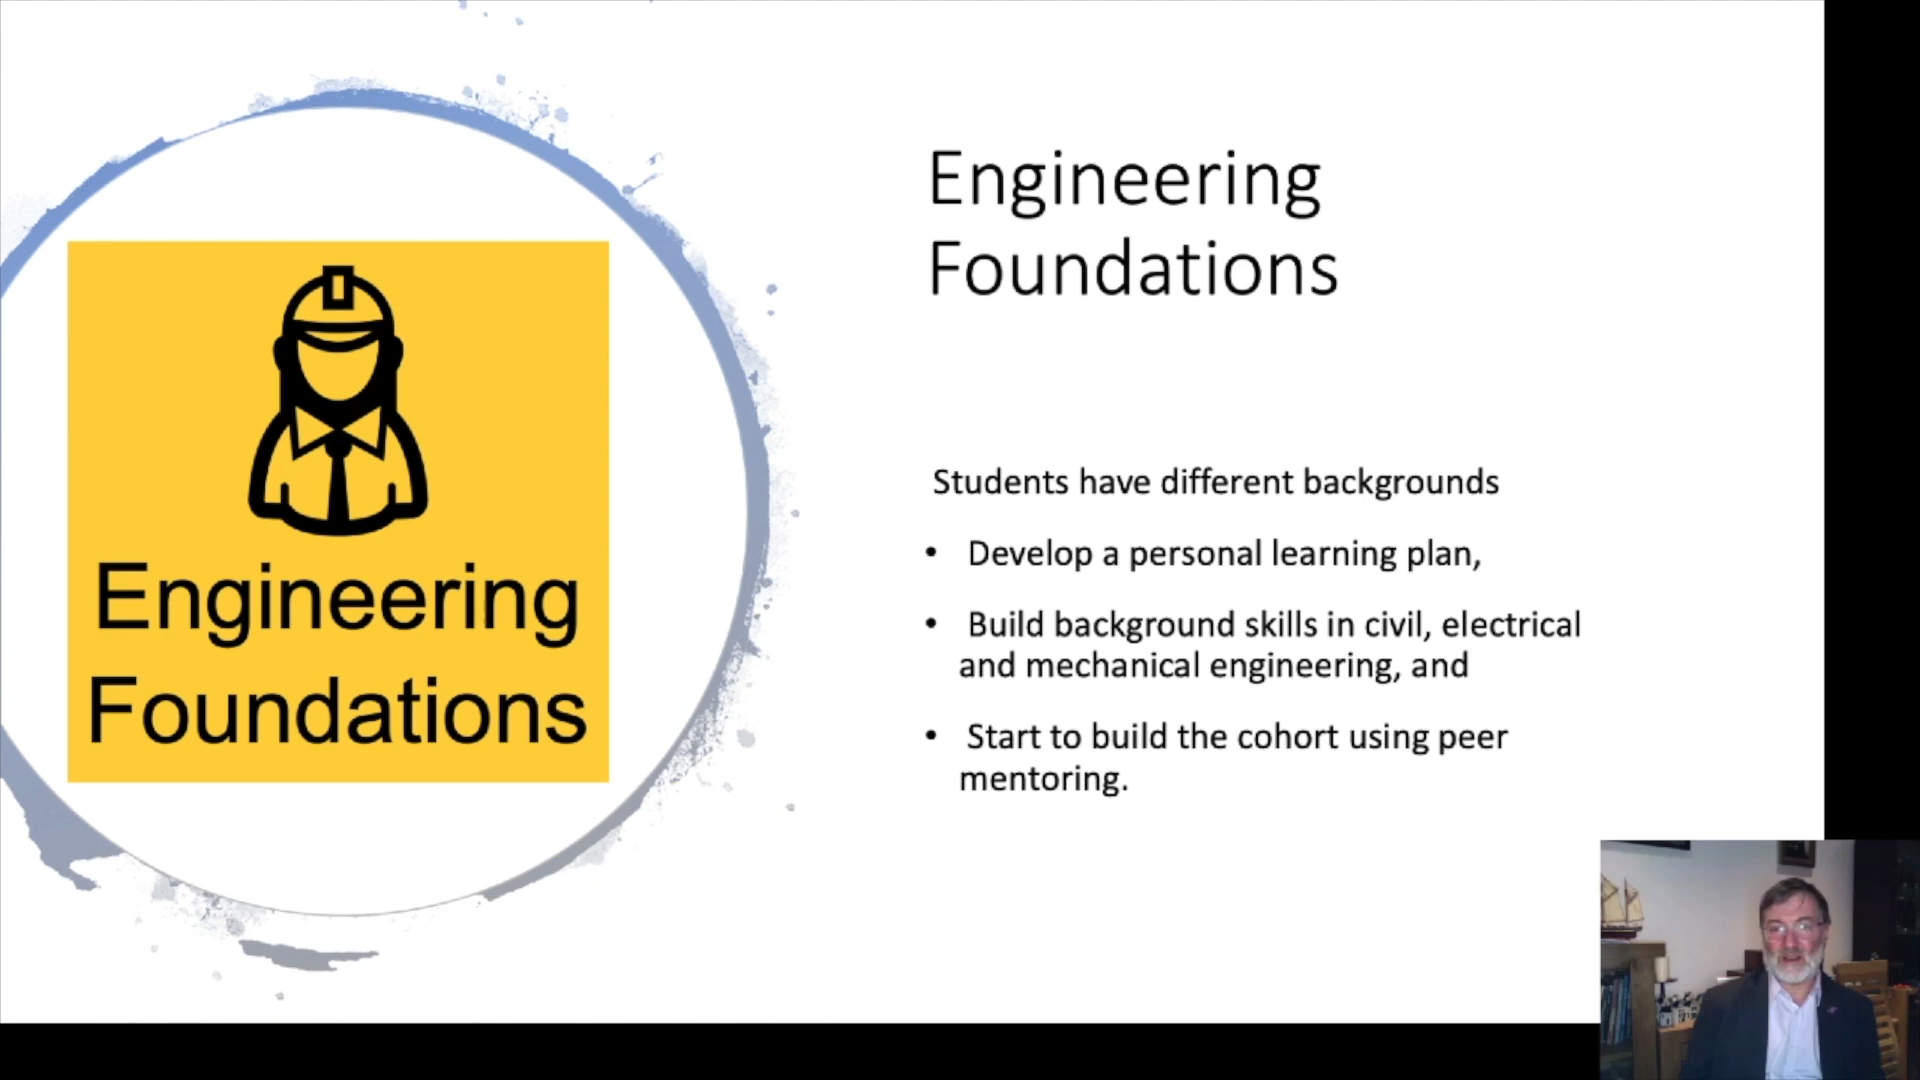 Engineering
Foundations
Engineering
Foundations
Students have different backgrounds
• Develop a personal learning plan,
• Build background skills in civil, electrical
and mechanical engineering, and
• Start to build the cohort using peer
mentoring.